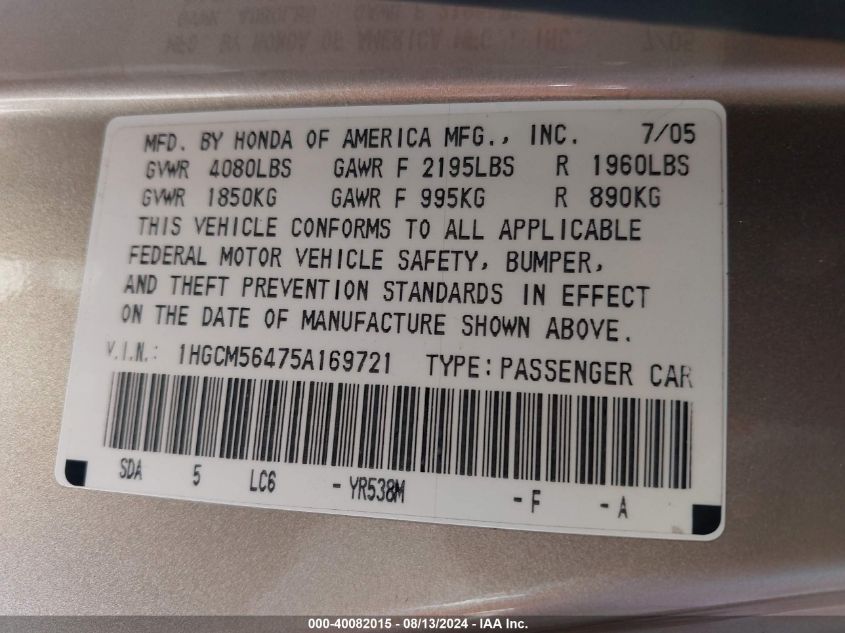 MFD. BY HONDA OF AMERICA MFG., INC. 7/05
GVWR 4080LBS GAWR F 2195LBS R 1960LBS
GVWR 1850KG GAWR F 995KG R 890KG
THIS VEHICLE CONFORMS TO ALL APPLICABLE
FEDERAL MOTOR VEHICLE SAFETY, BUMPER,
AND THEFT PREVENTION STANDARDS IN EFFECT
ON THE DATE OF MANUFACTURE SHOWN ABOVE.
V.I.N.: 1HGCM56475A169721 TYPE: PASSENGER CAR
SDA 5 LC6 - YR538M - F - A
000-40082015 - 08/13/2024 - IAA Inc.